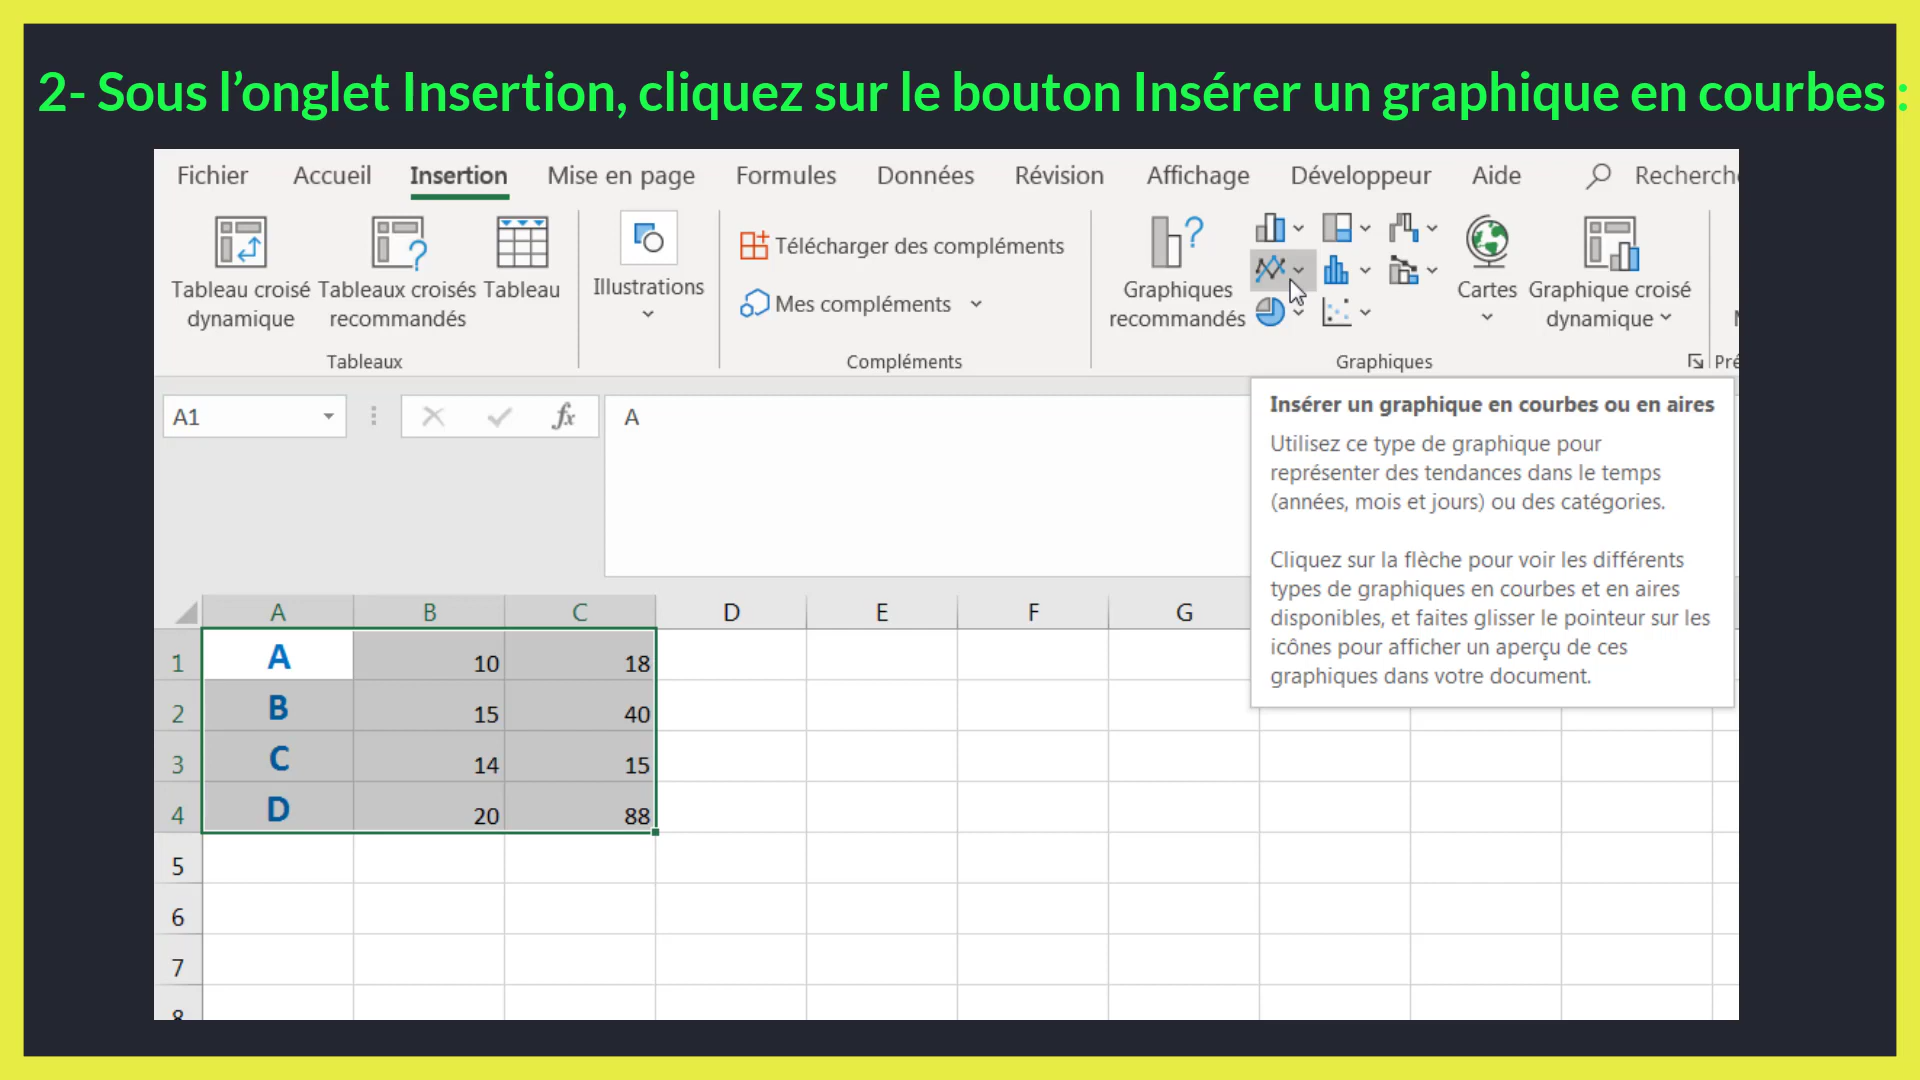 2- Sous l’onglet Insertion, cliquez sur le bouton Insérer un graphique en courbes :
Fichier Accueil Insertion Mise en page Formules Données Révision Affichage Développeur Aide Recherche
Tableau croisé dynamique
Tableaux croisés recommandés
Tableau
Tableaux
Illustrations
Télécharger des compléments
Mes compléments
Compléments
Graphiques recommandés
Cartes
Graphique croisé dynamique
Graphiques
A1
fx
A
Insérer un graphique en courbes ou en aires
Utilisez ce type de graphique pour
représenter des tendances dans le temps
(années, mois et jours) ou des catégories.
Cliquez sur la flèche pour voir les différents
types de graphiques en courbes et en aires
disponibles, et faites glisser le pointeur sur les
icônes pour afficher un aperçu de ces
graphiques dans votre document.
A B C D E F G
1 A 10 18
2 B 15 40
3 C 14 15
4 D 20 88
5
6
7
8